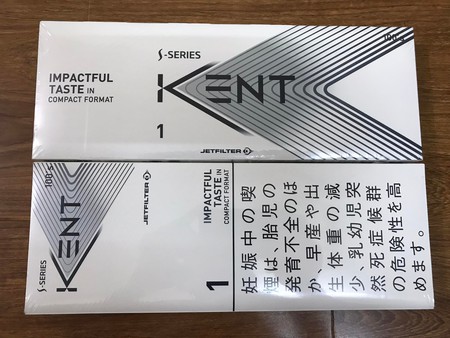 S-SERIES
KENT
100's
IMPACTFUL
TASTE IN
COMPACT FORMAT
1
JETFILTER
100's
S-SERIES
KENT
JETFILTER
IMPACTFUL
TASTE IN
COMPACT FORMAT
1
妊娠中の喫
煙は、胎児の
発育不全のほ
か、早産や出
生体重の減
少、乳幼児突
然死症候群
の危険性を高
めます。